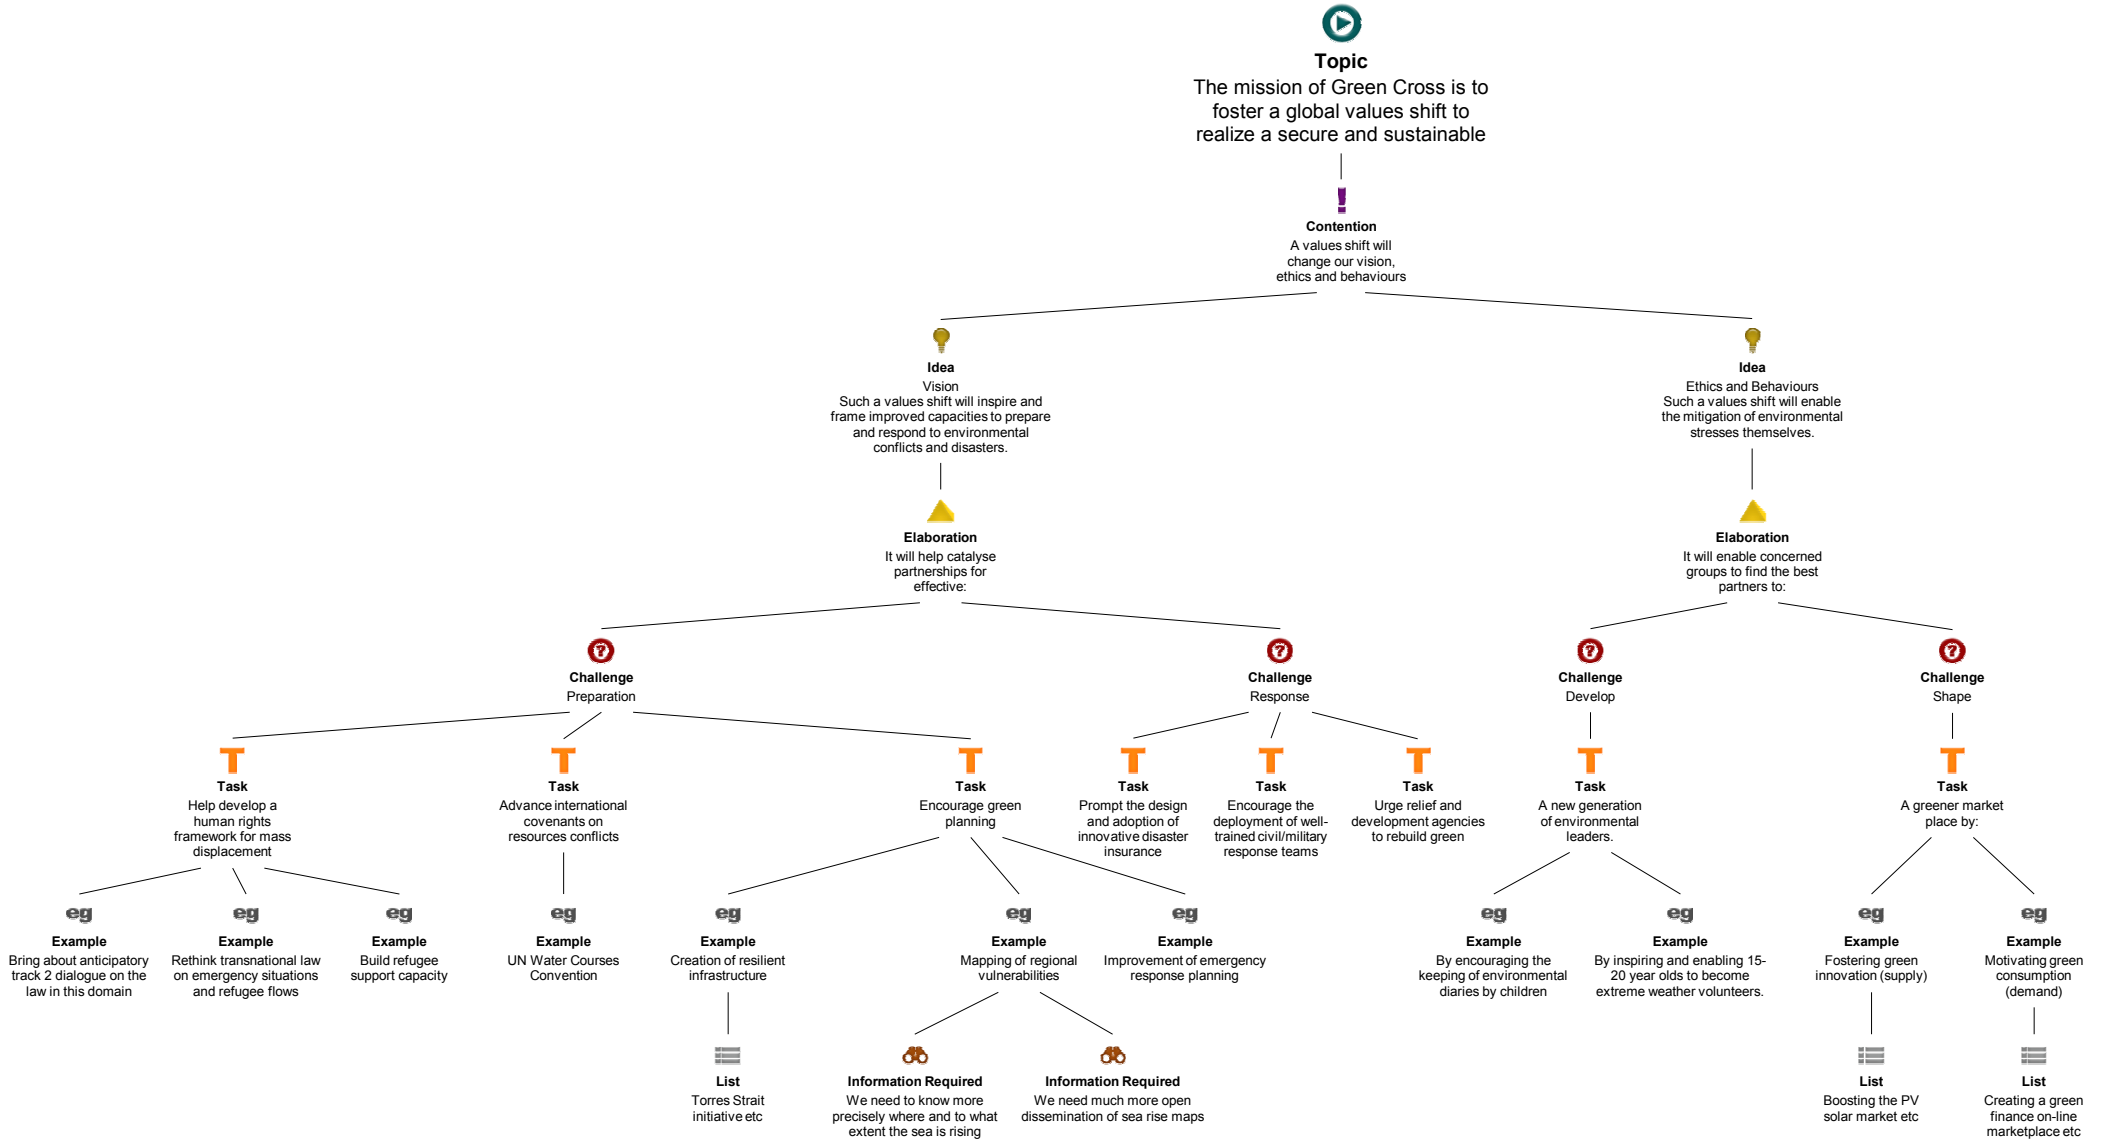 Topic
The mission of Green Cross is to
foster a global values shift to
realize a secure and sustainable
Contention
A values shift will
change our vision,
ethics and behaviours
Idea
Vision
Such a values shift will inspire and
frame improved capacities to prepare
and respond to environmental
conflicts and disasters.
Idea
Ethics and Behaviours
Such a values shift will enable
the mitigation of environmental
stresses themselves.
Elaboration
It will help catalyse
partnerships for
effective:
Elaboration
It will enable concerned
groups to find the best
partners to:
?
Challenge
Preparation
?
Challenge
Response
?
Challenge
Develop
?
Challenge
Shape
T
Task
Help develop a
human rights
framework for mass
displacement
T
Task
Advance international
covenants on
resources conflicts
T
Task
Encourage green
planning
T
Task
Prompt the design
and adoption of
innovative disaster
insurance
T
Task
Encourage the
deployment of well-
trained civil/military
response teams
T
Task
Urge relief and
development agencies
to rebuild green
T
Task
A new generation
of environmental
leaders.
T
Task
A greener market
place by:
eg
Example
Bring about anticipatory
track 2 dialogue on the
law in this domain
eg
Example
Rethink transnational law
on emergency situations
and refugee flows
eg
Example
Build refugee
support capacity
eg
Example
UN Water Courses
Convention
eg
Example
Creation of resilient
infrastructure
eg
Example
Mapping of regional
vulnerabilities
eg
Example
Improvement of emergency
response planning
eg
Example
By encouraging the
keeping of environmental
diaries by children
eg
Example
By inspiring and enabling 15-
20 year olds to become
extreme weather volunteers.
eg
Example
Fostering green
innovation (supply)
eg
Example
Motivating green
consumption
(demand)
List
Torres Strait
initiative etc
Information Required
We need to know more
precisely where and to what
extent the sea is rising
Information Required
We need much more open
dissemination of sea rise maps
List
Boosting the PV
solar market etc
List
Creating a green
finance on-line
marketplace etc